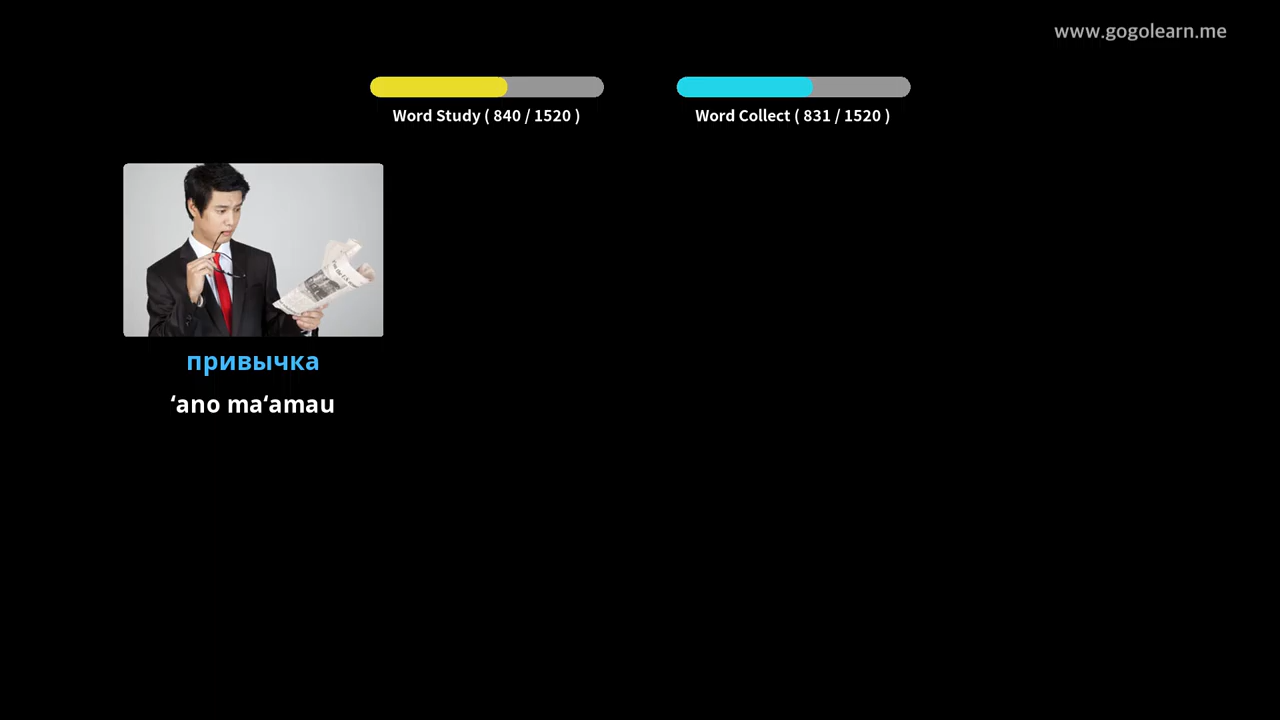 www.gogolearn.me
Word Study ( 840 / 1520 )
Word Collect ( 831 / 1520 )
привычка
ʻano maʻamau